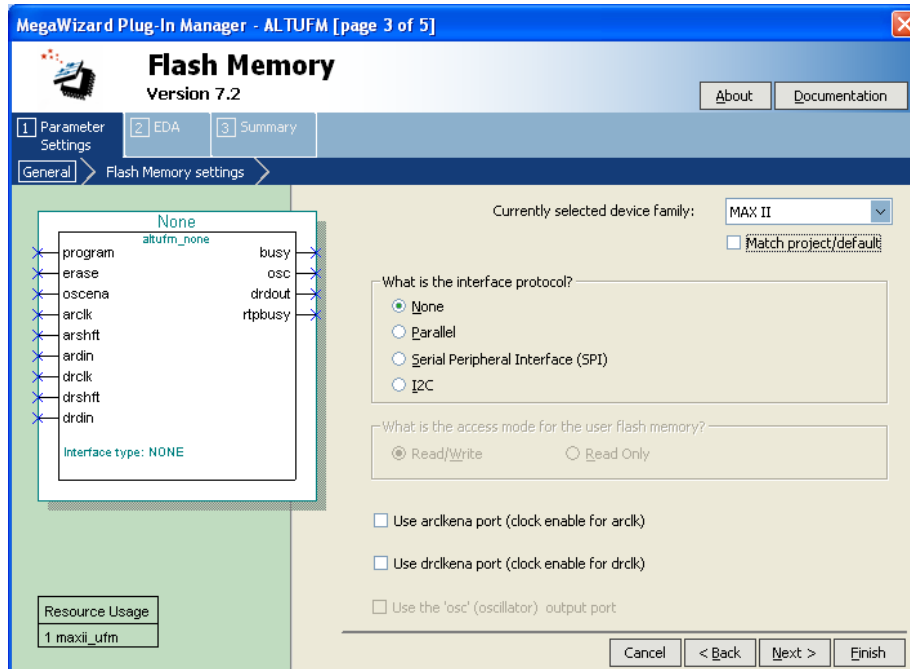 MegaWizard Plug-In Manager - ALTUFM [page 3 of 5]
Flash Memory
Version 7.2
About
Documentation
1 Parameter Settings
2 EDA
3 Summary
General
Flash Memory settings
None
altufm_none
program
erase
oscena
arclk
arshft
ardin
drclk
drshft
drdin
busy
osc
drdout
rtpbusy
Interface type: NONE
Resource Usage
1 maxii_ufm
Currently selected device family:
MAX II
Match project/default
What is the interface protocol?
None
Parallel
Serial Peripheral Interface (SPI)
I2C
What is the access mode for the user flash memory?
Read/Write
Read Only
Use arclkena port (clock enable for arclk)
Use drclkena port (clock enable for drclk)
Use the 'osc' (oscillator) output port
Cancel
< Back
Next >
Finish